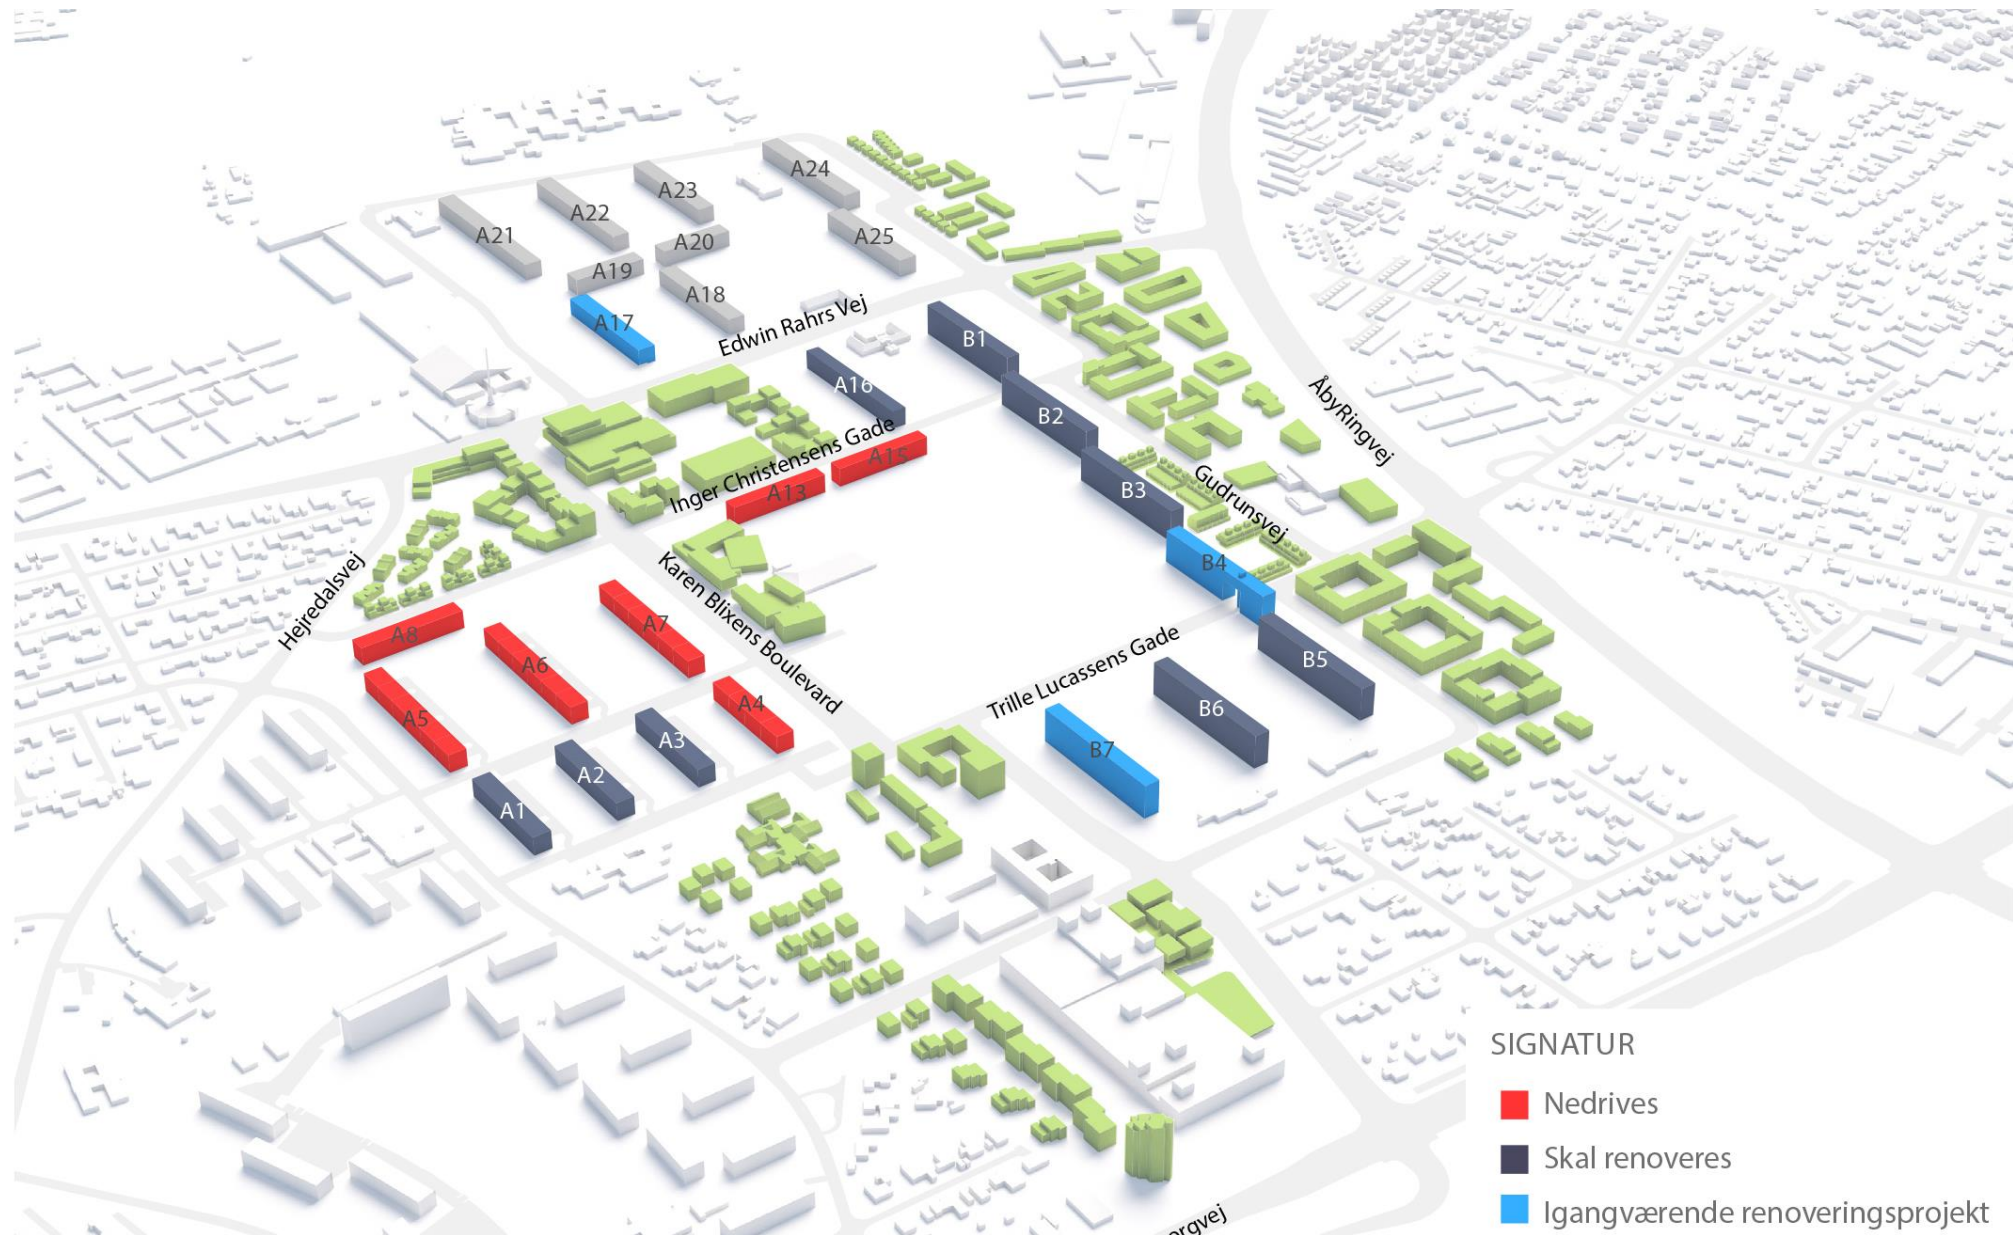 A24
A23
A22
A21
A20
A25
A19
A18
A17
Edwin Rahrs Vej
B1
A16
ÅbyRingvej
B2
Inger Christensens Gade
A15
A13
B3
Gudrunsvej
B4
Hejredalsvej
Karen Blixens Boulevard
A8
A7
A6
Trille Lucassens Gade
B5
A5
A4
B6
A3
B7
A2
A1
SIGNATUR
Nedrives
Skal renoveres
Igangværende renoveringsprojekt